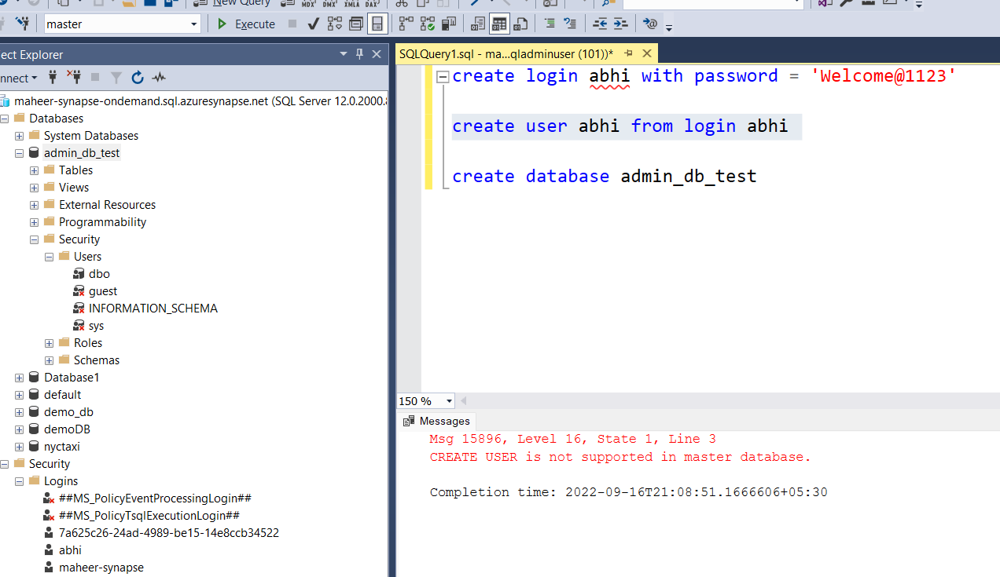 New Query
MDX DMX XMLA DAX
master
Execute
ect Explorer
nnect
maheer-synapse-ondemand.sql.azuresynapse.net (SQL Server 12.0.2000.
Databases
System Databases
admin_db_test
Tables
Views
External Resources
Programmability
Security
Users
dbo
guest
INFORMATION_SCHEMA
sys
Roles
Schemas
Database1
default
demo_db
demoDB
nyctaxi
Security
Logins
##MS_PolicyEventProcessingLogin##
##MS_PolicyTsqlExecutionLogin##
7a625c26-24ad-4989-be15-14e8ccb34522
abhi
maheer-synapse
SQLQuery1.sql - ma...qladminuser (101))*
create login abhi with password = 'Welcome@1123'
create user abhi from login abhi
create database admin_db_test
150 %
Messages
Msg 15896, Level 16, State 1, Line 3
CREATE USER is not supported in master database.
Completion time: 2022-09-16T21:08:51.1666606+05:30